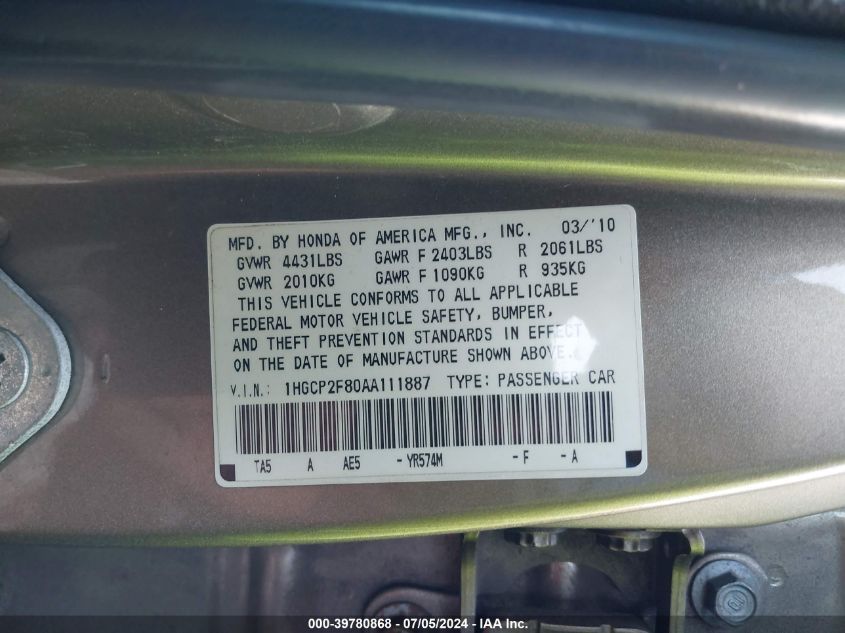 MFD. BY HONDA OF AMERICA MFG., INC. 03/'10
GVWR 4431LBS GAWR F 2403LBS R 2061LBS
GVWR 2010KG GAWR F 1090KG R 935KG
THIS VEHICLE CONFORMS TO ALL APPLICABLE
FEDERAL MOTOR VEHICLE SAFETY, BUMPER,
AND THEFT PREVENTION STANDARDS IN EFFECT
ON THE DATE OF MANUFACTURE SHOWN ABOVE.
V.I.N.: 1HGCP2F80AA111887 TYPE: PASSENGER CAR
TA5 A AE5 -YR574M -F -A
000-39780868 - 07/05/2024 - IAA Inc.